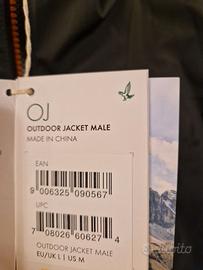 OJ
OUTDOOR JACKET MALE
MADE IN CHINA
EAN
9 006325 090567
UPC
7 08026 60627 4
OUTDOOR JACKET MALE
EU/UK L | US M